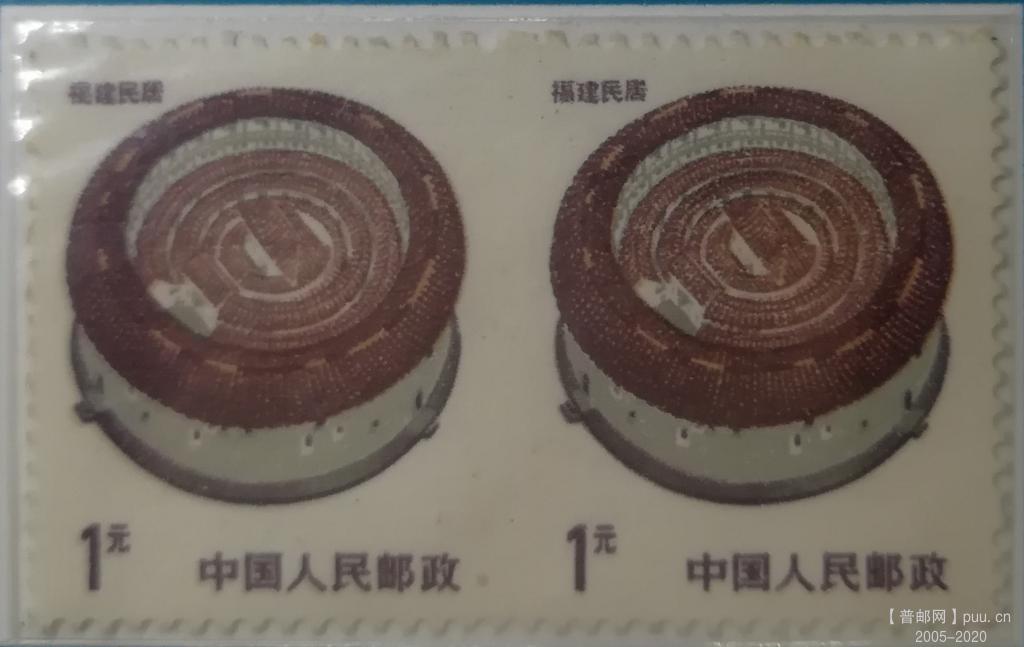 福建民居 福建民居
1元 1元
中国人民邮政 中国人民邮政
【普邮网】puu.cn
2005-2020